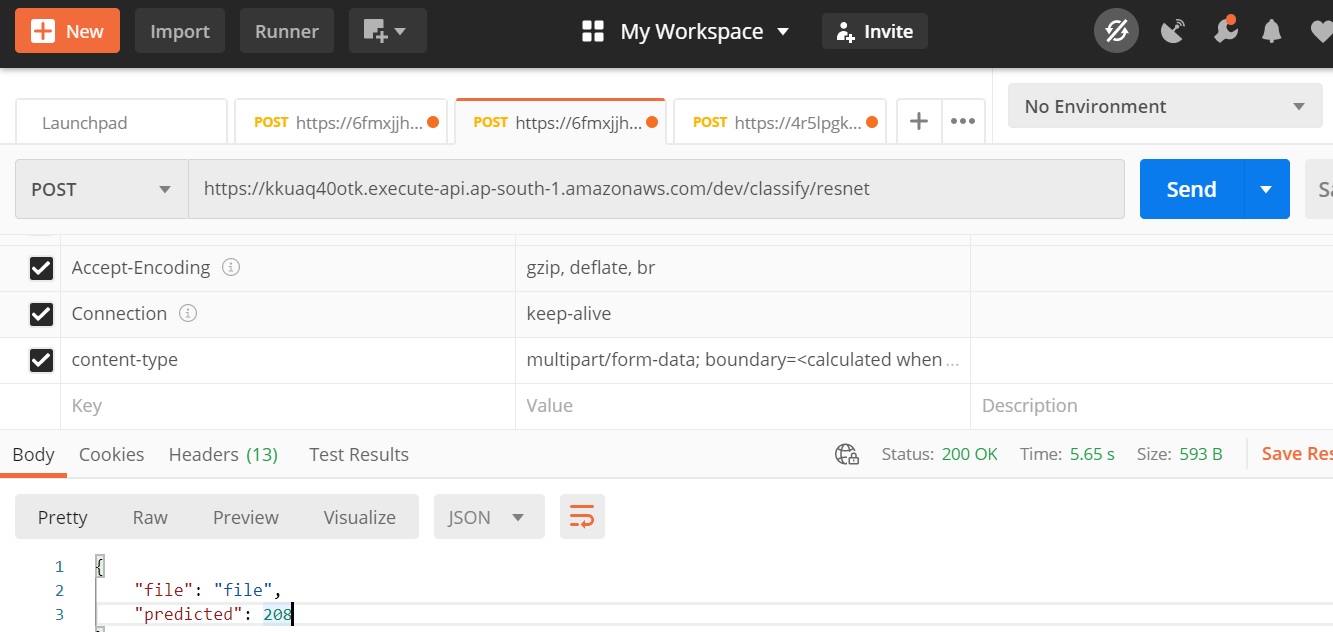 New Import Runner My Workspace Invite
Launchpad POST https://6fmxjjh... POST https://6fmxjjh... POST https://4r5lpgk... No Environment
POST https://kkuaq40otk.execute-api.ap-south-1.amazonaws.com/dev/classify/resnet Send
Accept-Encoding gzip, deflate, br
Connection keep-alive
content-type multipart/form-data; boundary=<calculated when ...
Key Value Description
Body Cookies Headers (13) Test Results Status: 200 OK Time: 5.65 s Size: 593 B Save Res
Pretty Raw Preview Visualize JSON
1 {
2 "file": "file",
3 "predicted": 208